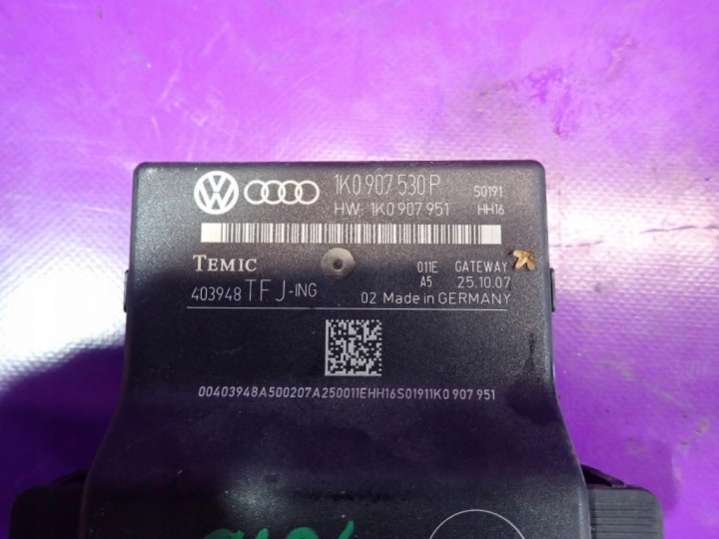 1K0 907 530 P S0191
HW: 1K0 907 951 HH16
TEMIC 011E GATEWAY
A5 25.10.07
403948 TFJ-ING 02 Made in GERMANY
00403948A500207A250011EHH16S01911K0 907 951